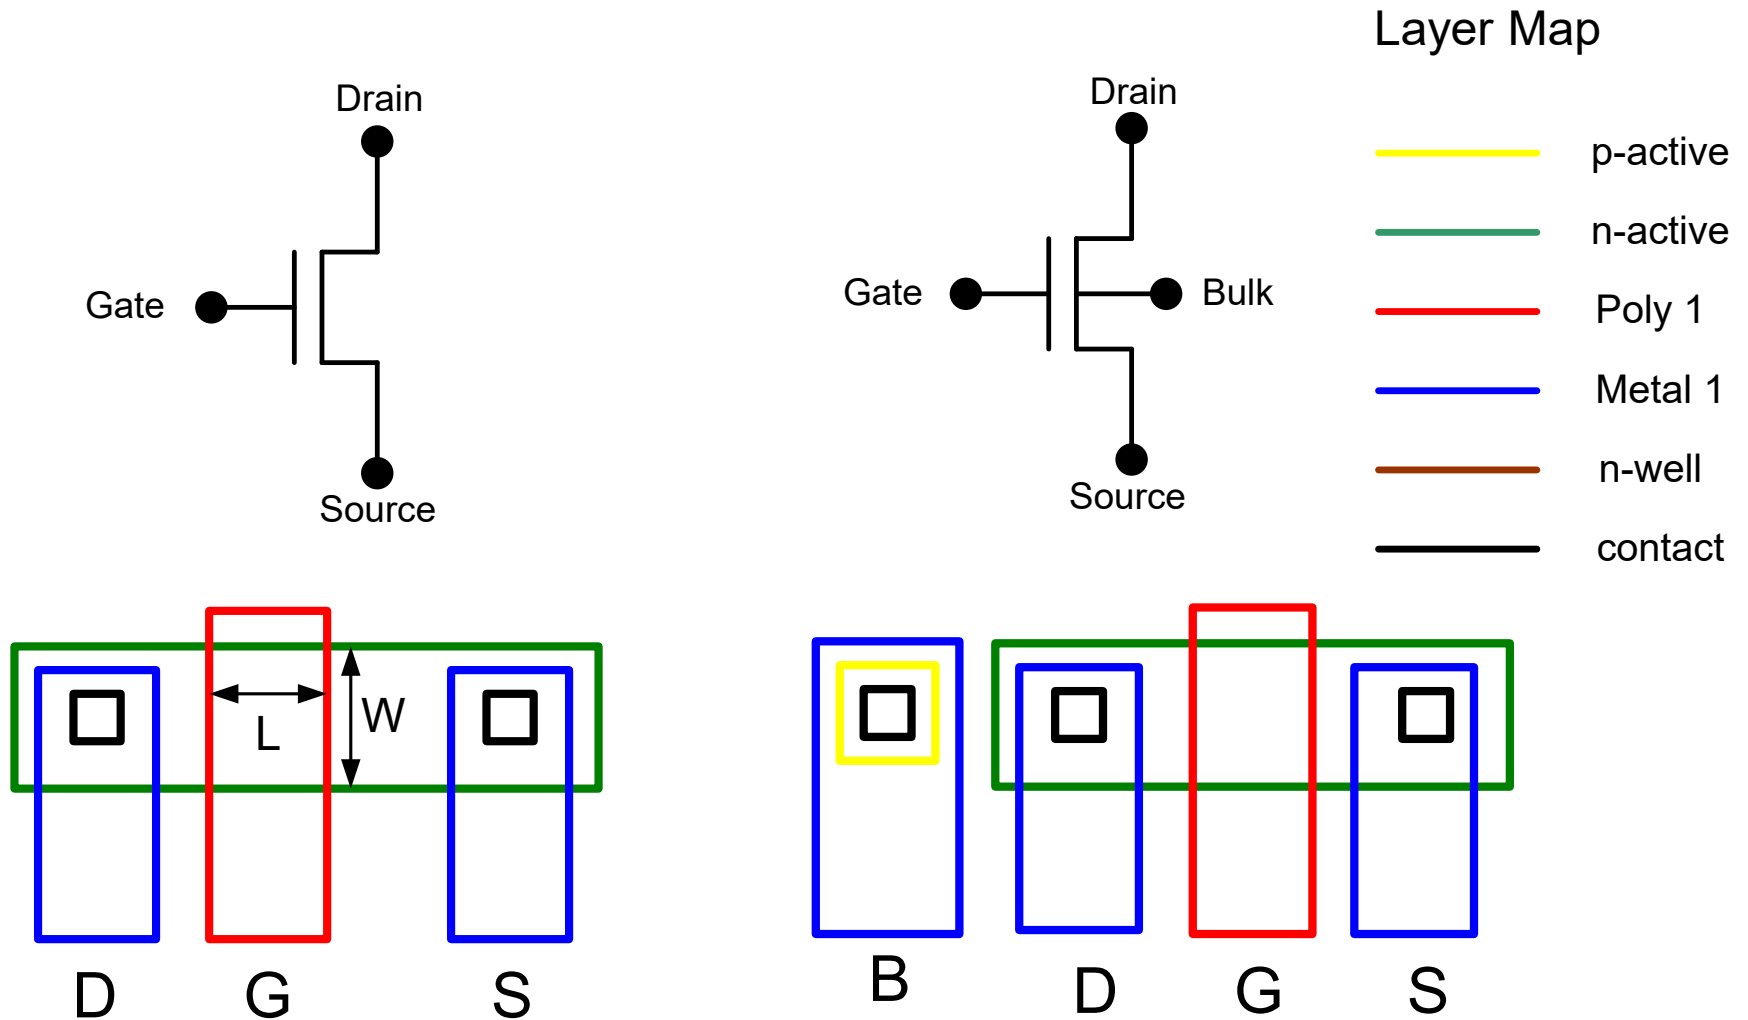 Layer Map
Drain
Gate
Source
Drain
Gate
Bulk
Source
p-active
n-active
Poly 1
Metal 1
n-well
contact
L
W
D
G
S
B
D
G
S